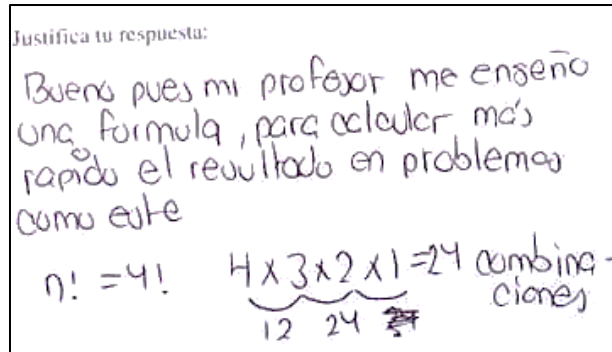 Justifica tu respuesta:
Bueno pues mi profesor me enseño
una formula, para calcular más
rapido el resultado en problemas
como este
n! = 4! 4 x 3 x 2 x 1 = 24 combina-
ciones
12 24